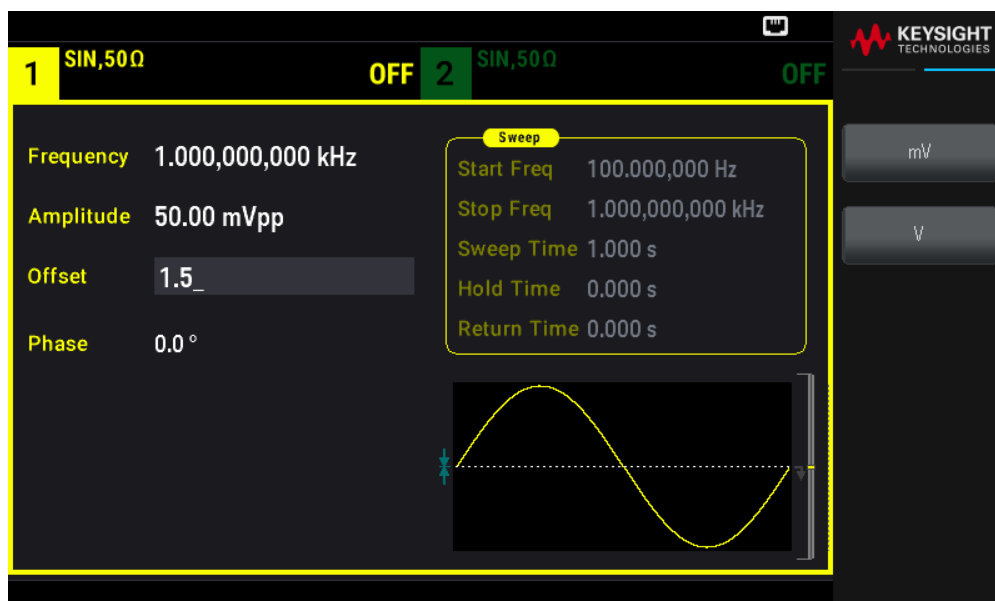 KEYSIGHT
TECHNOLOGIES
1 SIN,50Ω OFF 2 SIN,50Ω OFF
Frequency 1.000,000,000 kHz
Amplitude 50.00 mVpp
Offset 1.5_
Phase 0.0 °
Sweep
Start Freq 100.000,000 Hz
Stop Freq 1.000,000,000 kHz
Sweep Time 1.000 s
Hold Time 0.000 s
Return Time 0.000 s
mV
V